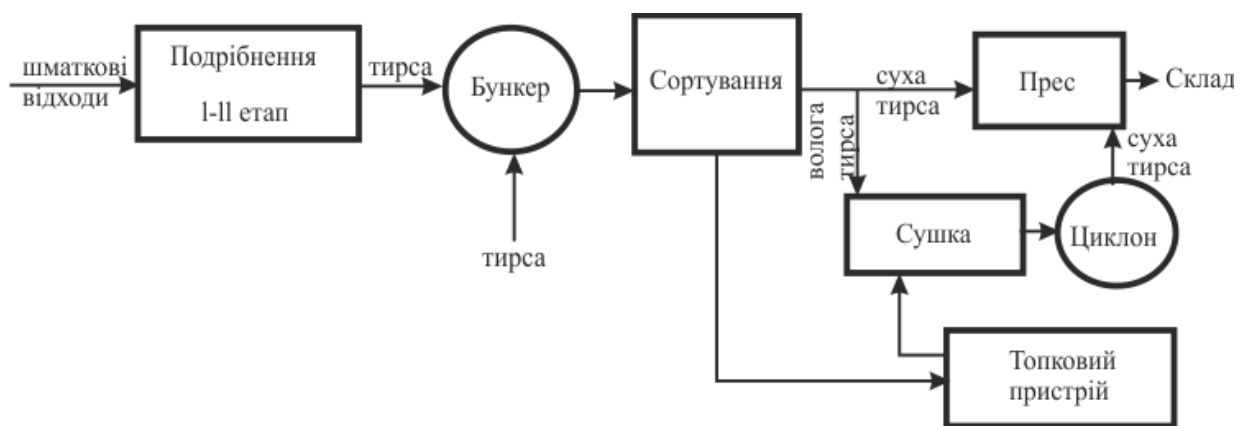 шматкові
відходи
Подрібнення
І-ІІ етап
тирса
Бункер
тирса
Сортування
волога
тирса
суха
тирса
Прес
Склад
суха
тирса
Сушка
Циклон
Топковий
пристрій